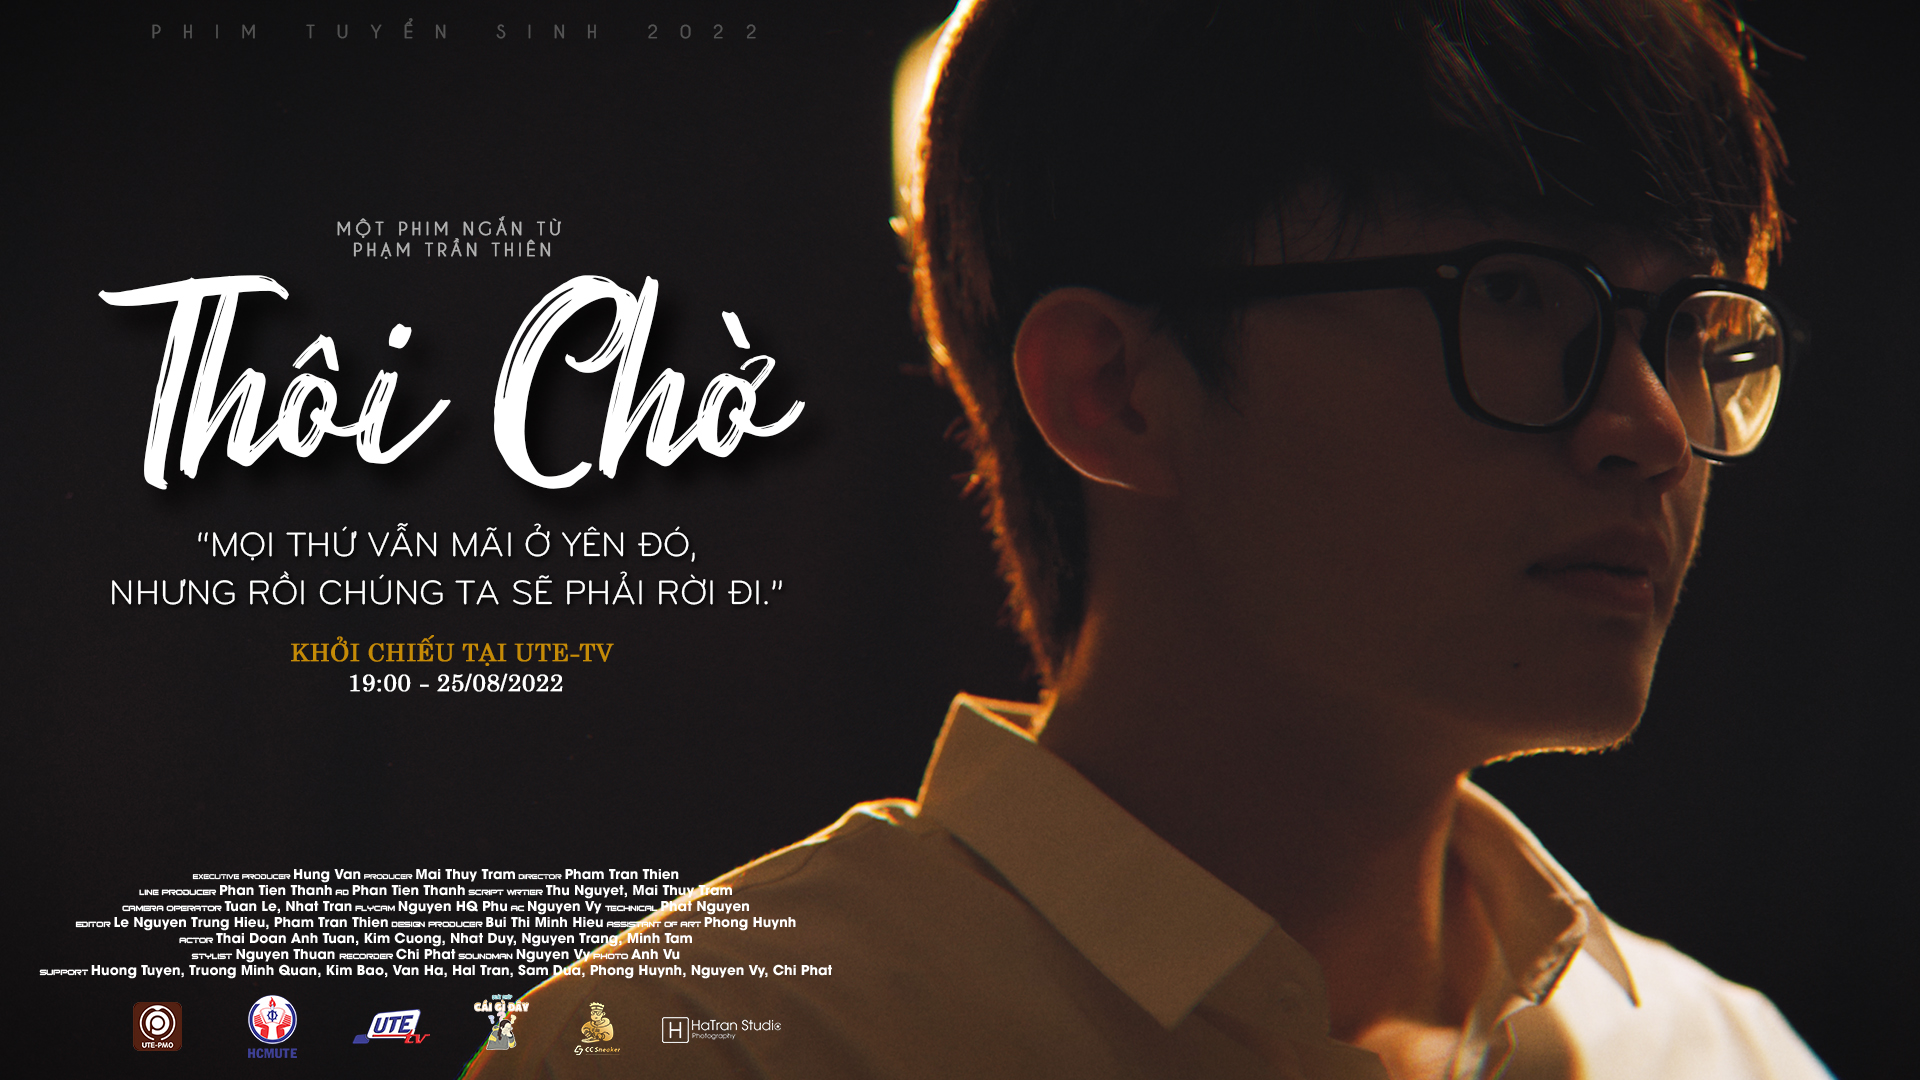 PHIM TUYỂN SINH 2022
MỘT PHIM NGẮN TỪ
PHẠM TRẦN THIÊN
Thôi Chờ
“MỌI THỨ VẪN MÃI Ở YÊN ĐÓ,
NHƯNG RỒI CHÚNG TA SẼ PHẢI RỜI ĐI.”
KHỞI CHIẾU TẠI UTE-TV
19:00 - 25/08/2022
EXECUTIVE PRODUCER Hung Van PRODUCER Mai Thuy Tram DIRECTOR Pham Tran Thien
LINE PRODUCER Phan Tien Thanh AD Phan Tien Thanh SCRIPT WRTIER Thu Nguyet, Mai Thuy Tram
CAMERA OPERATOR Tuan Le, Nhat Tran FLYCAM Nguyen HQ Phu AC Nguyen Vy TECHNICAL Phat Nguyen
EDITOR Le Nguyen Trung Hieu, Pham Tran Thien DESIGN PRODUCER Bui Thi Minh Hieu ASSISTANT OF ART Phong Huynh
ACTOR Thai Doan Anh Tuan, Kim Cuong, Nhat Duy, Nguyen Trang, Minh Tam
STYLIST Nguyen Thuan RECORDER Chi Phat SOUNDMAN Nguyen Vy PHOTO Anh Vu
SUPPORT Huong Tuyen, Truong Minh Quan, Kim Bao, Van Ha, Hal Tran, Sam Dua, Phong Huynh, Nguyen Vy, Chi Phat
UTE-PMO
HCMUTE
UTE TV
CÁI GÌ ĐÂY
CC Sneaker
H HaTran Studio
Photography